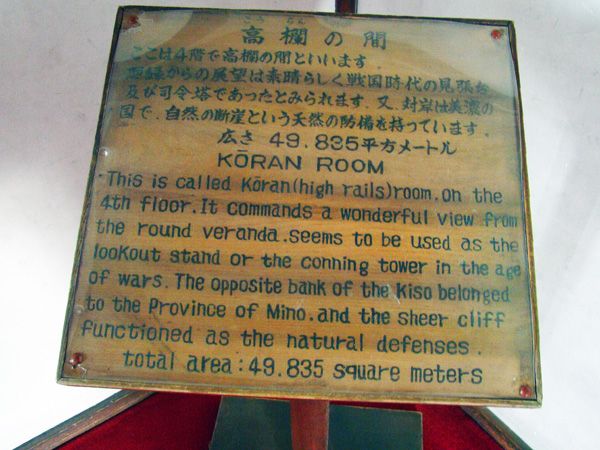 こうらん
高欄の間
ここは4階で高欄の間といいます.
廻縁からの展望は素晴らしく戦国時代の見張台
及び司令塔であったとみられます.又.対岸は美濃の
国で、自然の断崖という天然の防備を持っています.
広さ 49.835平方メートル
KŌRAN ROOM
This is called Kōran(high rails)room.on the
4th floor.It commands a wonderful view from
the round veranda.seems to be used as the
lookout stand or the conning tower in the age
of wars. The opposite bank of the Kiso belonged
to the Province of Mino.and the sheer cliff
functioned as the natural defenses.
total area:49.835 square meters